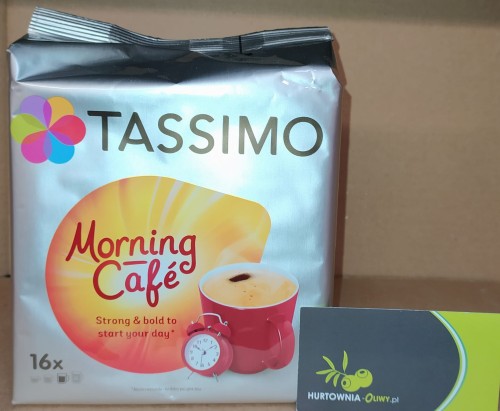 TASSIMO
Morning
Café
Strong & bold to
start your day*
16x
HURTOWNIA-OLIWY.pl